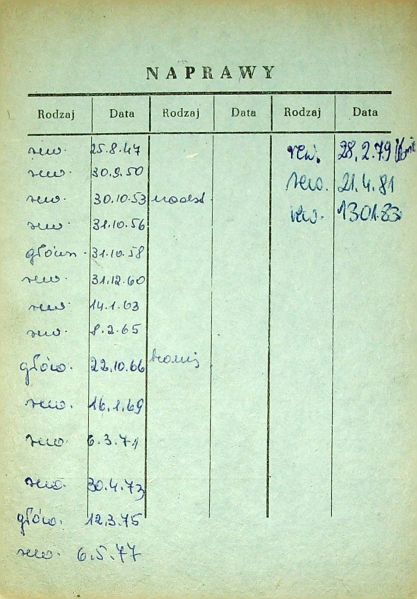 NAPRAWY
Rodzaj Data Rodzaj Data Rodzaj Data
rew. 25.8.47 rew. 28.2.79
rew. 30.9.50 rew. 21.4.81
rew. 30.10.53 rew. 13.01.83
rew. 31.10.56
główn. 31.10.58
rew. 31.12.60
rew. 14.1.63
rew. 8.2.65
główn. 22.10.66
rew. 16.1.69
rew. 6.3.71
rew. 30.4.73
główn. 12.3.75
rew. 6.5.77